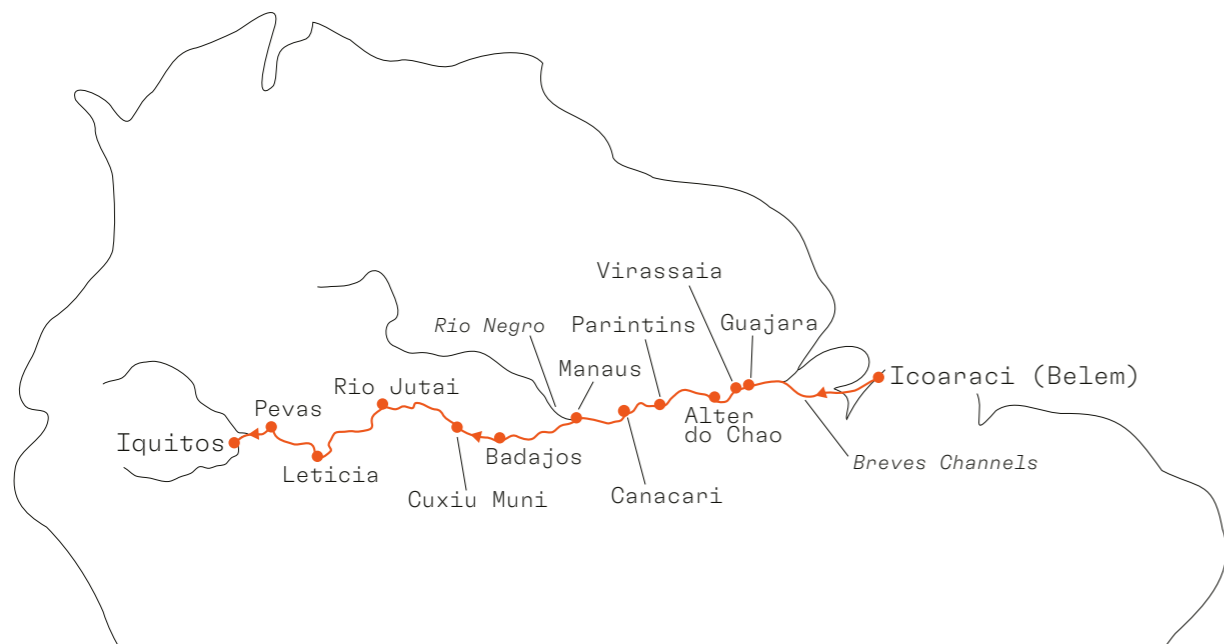 Virassaia
Rio Negro
Parintins
Guajara
Manaus
Icoaraci (Belem)
Rio Jutai
Pevas
Alter
do Chao
Iquitos
Badajos
Breves Channels
Leticia
Cuxiu Muni
Canacari